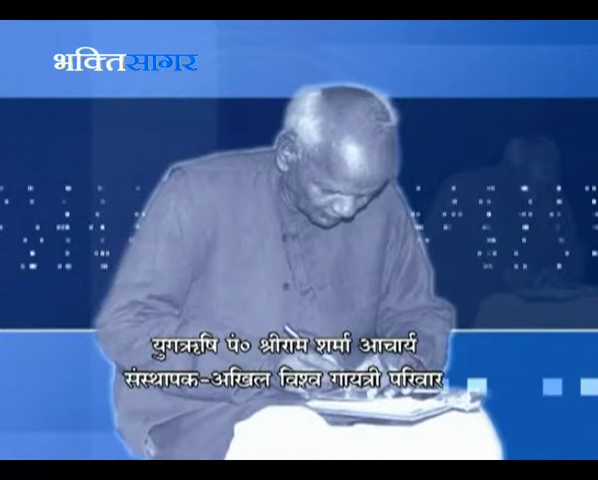 भक्तिसागर
युगऋषि पं० श्रीराम शर्मा आचार्य
संस्थापक-अखिल विश्व गायत्री परिवार